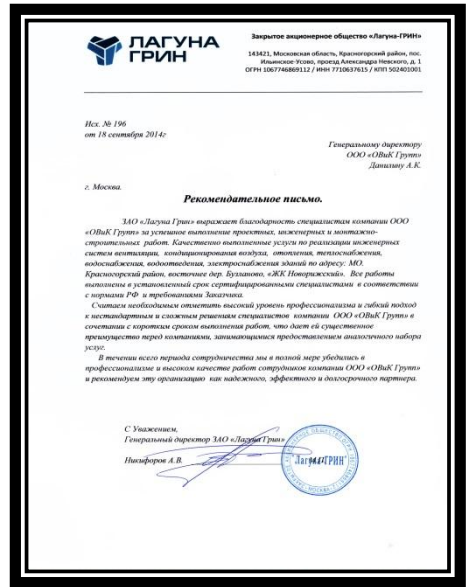 ЛАГУНА
ГРИН
Закрытое акционерное общество «Лагуна-ГРИН»
143421, Московская область, Красногорский район, пос.
Ильинское-Усово, проезд Александра Невского, д. 1
ОГРН 1067746869112 / ИНН 7710637615 / КПП 502401001
Исх. № 196
от 18 сентября 2014г
Генеральному директору
ООО «ОВиК Групп»
Данилину А.К.
г. Москва.
Рекомендательное письмо.
ЗАО «Лагуна Грин» выражает благодарность специалистам компании ООО
«ОВиК Групп» за успешное выполнение проектных, инженерных и монтажно-
строительных работ. Качественно выполненные услуги по реализации инженерных
систем вентиляции, кондиционирования воздуха, отопления, теплоснабжения,
водоснабжения, водоотведения, электроснабжения зданий по адресу: МО.
Красногорский район, восточнее дер. Бузланово, «ЖК Новорижский». Все работы
выполнены в установленный срок сертифицированными специалистами в соответствии
с нормами РФ и требованиями Заказчика.
Считаем необходимым отметить высокий уровень профессионализма и гибкий подход
к нестандартным и сложным решениям специалистов компании ООО «ОВиК Групп» в
сочетании с коротким сроком выполнения работ, что дает ей существенное
преимущество перед компаниями, занимающимися предоставлением аналогичного набора
услуг.
В течении всего периода сотрудничества мы в полной мере убедились в
профессионализме и высоком качестве работ сотрудников компании ООО «ОВиК Групп»
и рекомендуем эту организацию как надежного, эффектного и долгосрочного партнера.
С Уважением,
Генеральный директор ЗАО «Лагуна Грин»
Никифоров А.В.
Лагуна-ГРИН
МОСКВА